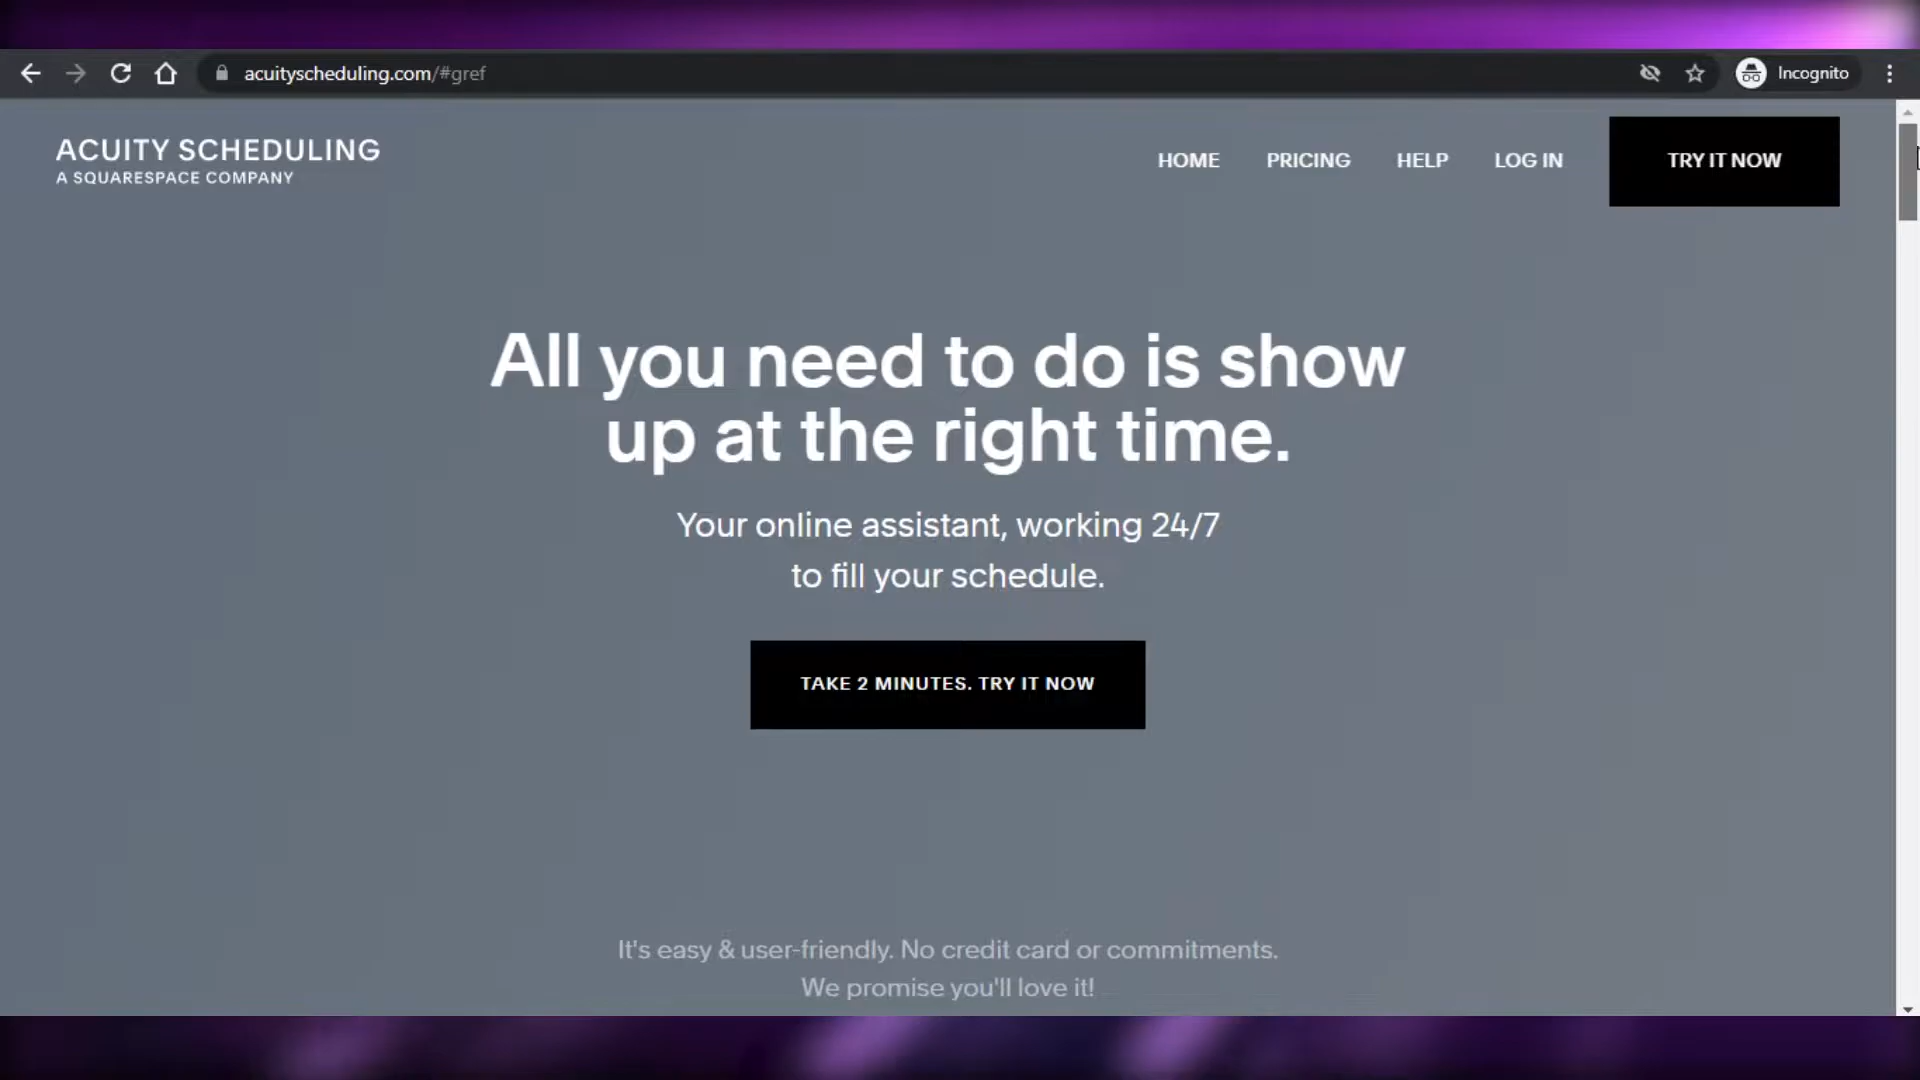 acuityscheduling.com/#gref
Incognito
ACUITY SCHEDULING
A SQUARESPACE COMPANY
HOME
PRICING
HELP
LOG IN
TRY IT NOW
All you need to do is show
up at the right time.
Your online assistant, working 24/7
to fill your schedule.
TAKE 2 MINUTES. TRY IT NOW
It's easy & user-friendly. No credit card or commitments.
We promise you'll love it!